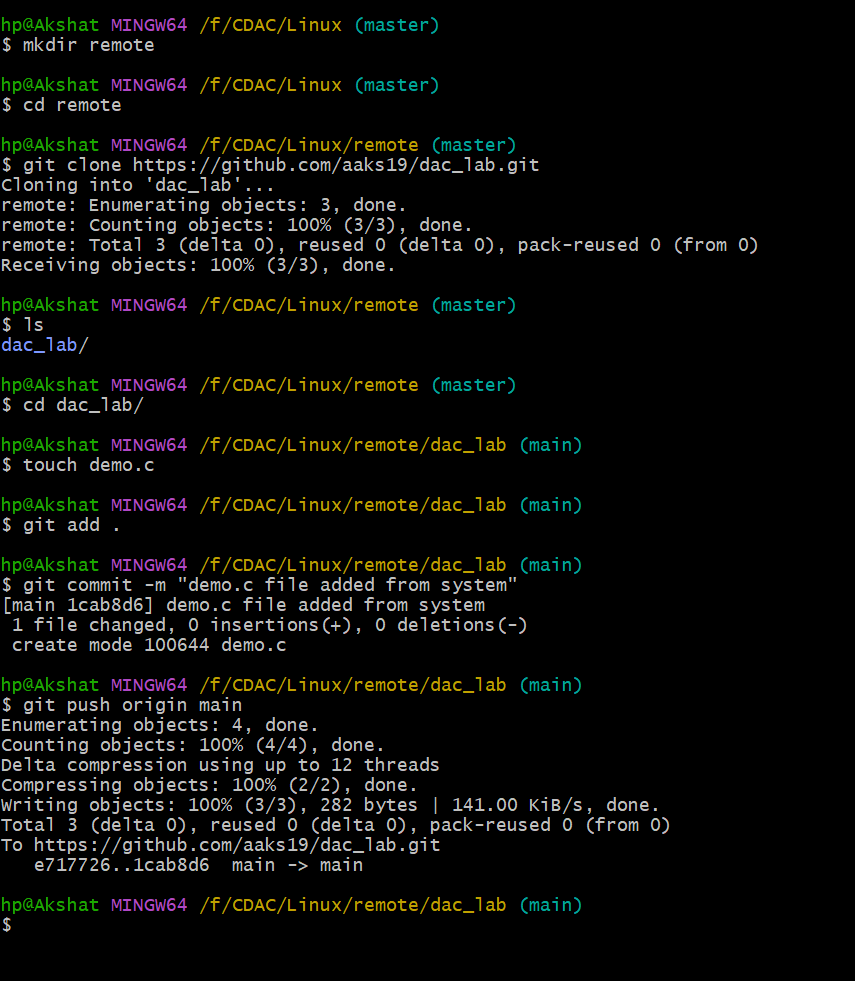 hp@Akshat MINGW64 /f/CDAC/Linux (master)
$ mkdir remote
hp@Akshat MINGW64 /f/CDAC/Linux (master)
$ cd remote
hp@Akshat MINGW64 /f/CDAC/Linux/remote (master)
$ git clone https://github.com/aaks19/dac_lab.git
Cloning into 'dac_lab'...
remote: Enumerating objects: 3, done.
remote: Counting objects: 100% (3/3), done.
remote: Total 3 (delta 0), reused 0 (delta 0), pack-reused 0 (from 0)
Receiving objects: 100% (3/3), done.
hp@Akshat MINGW64 /f/CDAC/Linux/remote (master)
$ ls
dac_lab/
hp@Akshat MINGW64 /f/CDAC/Linux/remote (master)
$ cd dac_lab/
hp@Akshat MINGW64 /f/CDAC/Linux/remote/dac_lab (main)
$ touch demo.c
hp@Akshat MINGW64 /f/CDAC/Linux/remote/dac_lab (main)
$ git add .
hp@Akshat MINGW64 /f/CDAC/Linux/remote/dac_lab (main)
$ git commit -m "demo.c file added from system"
[main 1cab8d6] demo.c file added from system
 1 file changed, 0 insertions(+), 0 deletions(-)
 create mode 100644 demo.c
hp@Akshat MINGW64 /f/CDAC/Linux/remote/dac_lab (main)
$ git push origin main
Enumerating objects: 4, done.
Counting objects: 100% (4/4), done.
Delta compression using up to 12 threads
Compressing objects: 100% (2/2), done.
Writing objects: 100% (3/3), 282 bytes | 141.00 KiB/s, done.
Total 3 (delta 0), reused 0 (delta 0), pack-reused 0 (from 0)
To https://github.com/aaks19/dac_lab.git
   e717726..1cab8d6  main -> main
hp@Akshat MINGW64 /f/CDAC/Linux/remote/dac_lab (main)
$